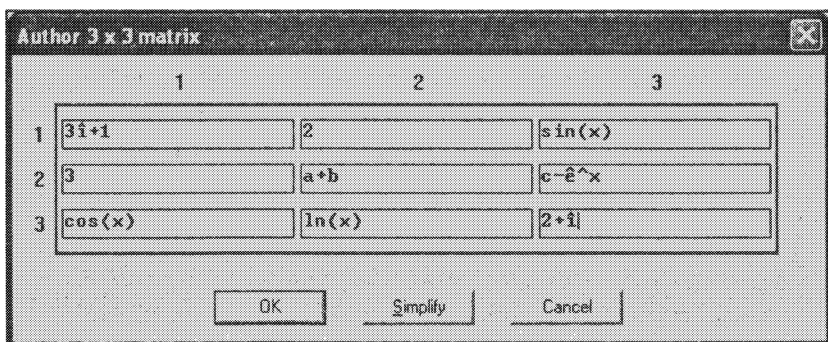 Author 3 x 3 matrix
1 2 3
1 3î+1 2 sin(x)
2 3 a+b c-ê^x
3 cos(x) ln(x) 2+î
OK Simplify Cancel